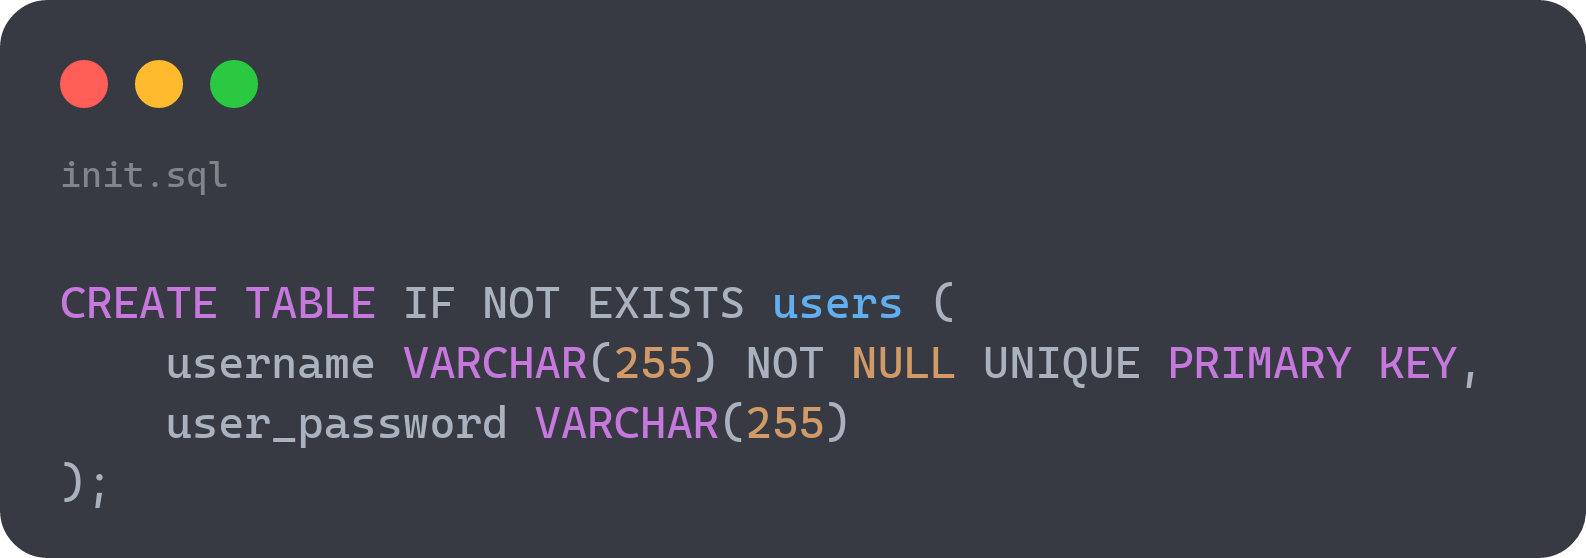 init.sql
CREATE TABLE IF NOT EXISTS users (
    username VARCHAR(255) NOT NULL UNIQUE PRIMARY KEY,
    user_password VARCHAR(255)
);